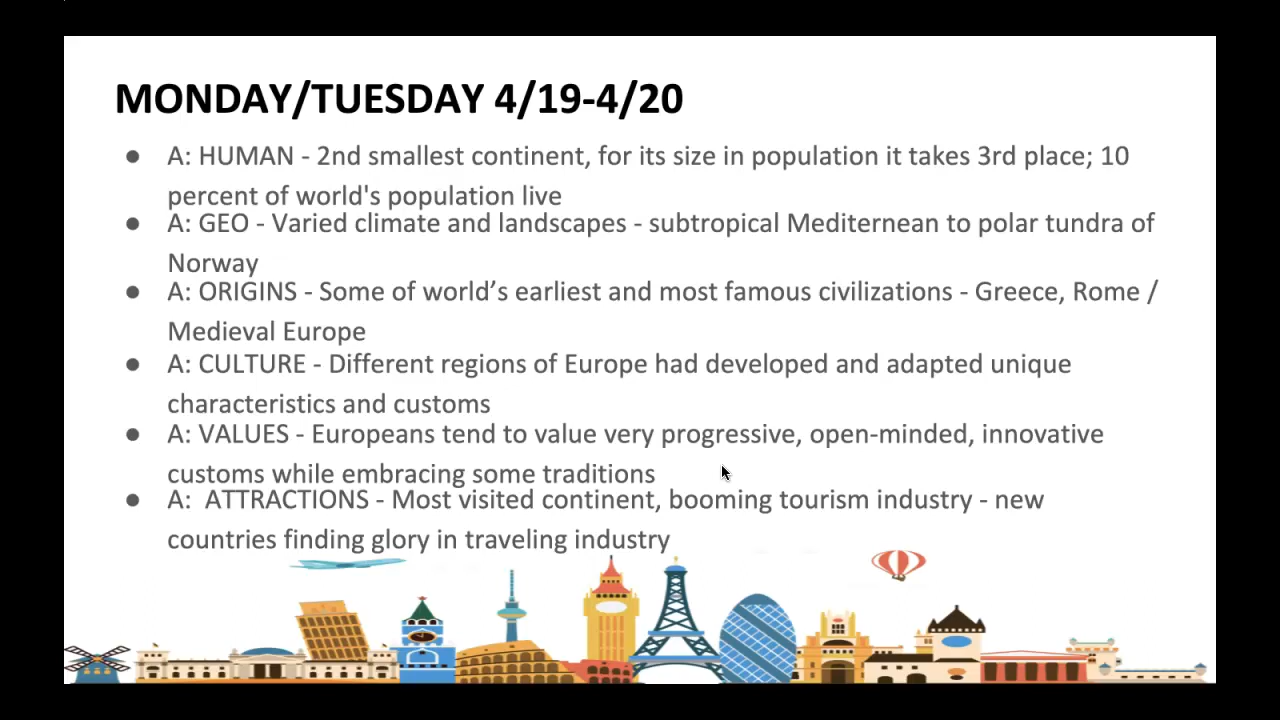 MONDAY/TUESDAY 4/19-4/20
● A: HUMAN - 2nd smallest continent, for its size in population it takes 3rd place; 10
percent of world's population live
● A: GEO - Varied climate and landscapes - subtropical Mediternean to polar tundra of
Norway
● A: ORIGINS - Some of world’s earliest and most famous civilizations - Greece, Rome /
Medieval Europe
● A: CULTURE - Different regions of Europe had developed and adapted unique
characteristics and customs
● A: VALUES - Europeans tend to value very progressive, open-minded, innovative
customs while embracing some traditions
● A:  ATTRACTIONS - Most visited continent, booming tourism industry - new
countries finding glory in traveling industry